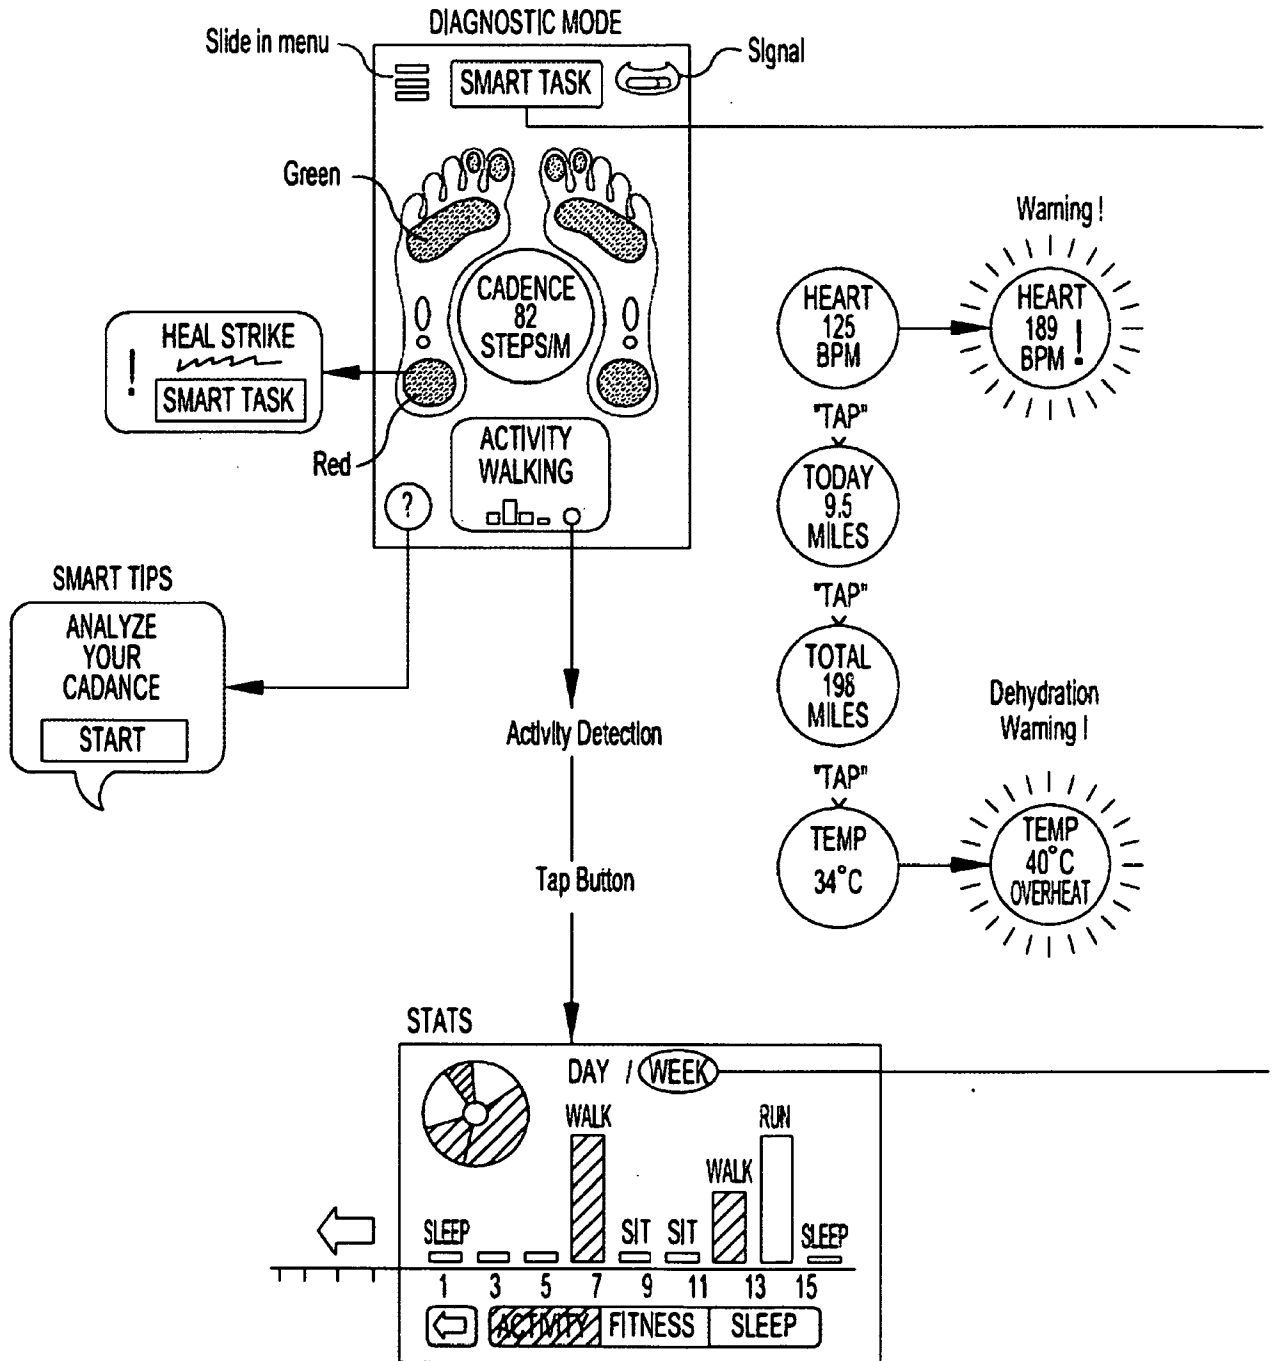 DIAGNOSTIC MODE
Slide in menu
SMART TASK
Signal
Green
CADENCE
82
STEPS/M
!
HEAL STRIKE
SMART TASK
Red
ACTIVITY
WALKING
?
SMART TIPS
ANALYZE
YOUR
CADANCE
START
Activity Detection
Tap Button
Warning !
HEART
125
BPM
HEART
189
BPM !
"TAP"
TODAY
9.5
MILES
"TAP"
TOTAL
198
MILES
"TAP"
Dehydration
Warning !
TEMP
34°C
TEMP
40°C
OVERHEAT
STATS
DAY / WEEK
WALK
RUN
WALK
SLEEP
SIT
SIT
SLEEP
1 3 5 7 9 11 13 15
ACTIVITY FITNESS SLEEP